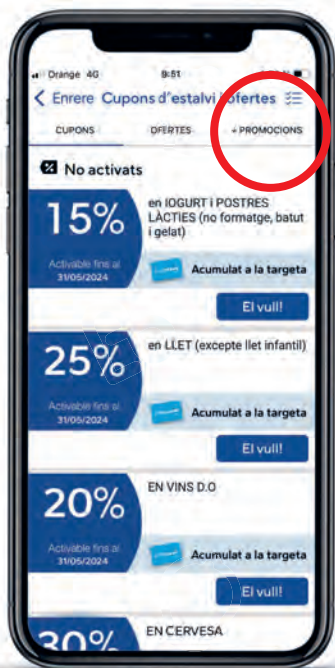 Orange 4G 9:51
Enrere Cupons d'estalvi i ofertes
CUPONS OFERTES + PROMOCIONS
No activats
15%
en IOGURT i POSTRES
LÀCTIES (no formatge, batut
i gelat)
Activable fins al
31/05/2024
Acumulat a la targeta
El vull!
25%
en LLET (excepte llet infantil)
Activable fins al
31/05/2024
Acumulat a la targeta
El vull!
20%
EN VINS D.O
Activable fins al
31/05/2024
Acumulat a la targeta
El vull!
30%
EN CERVESA